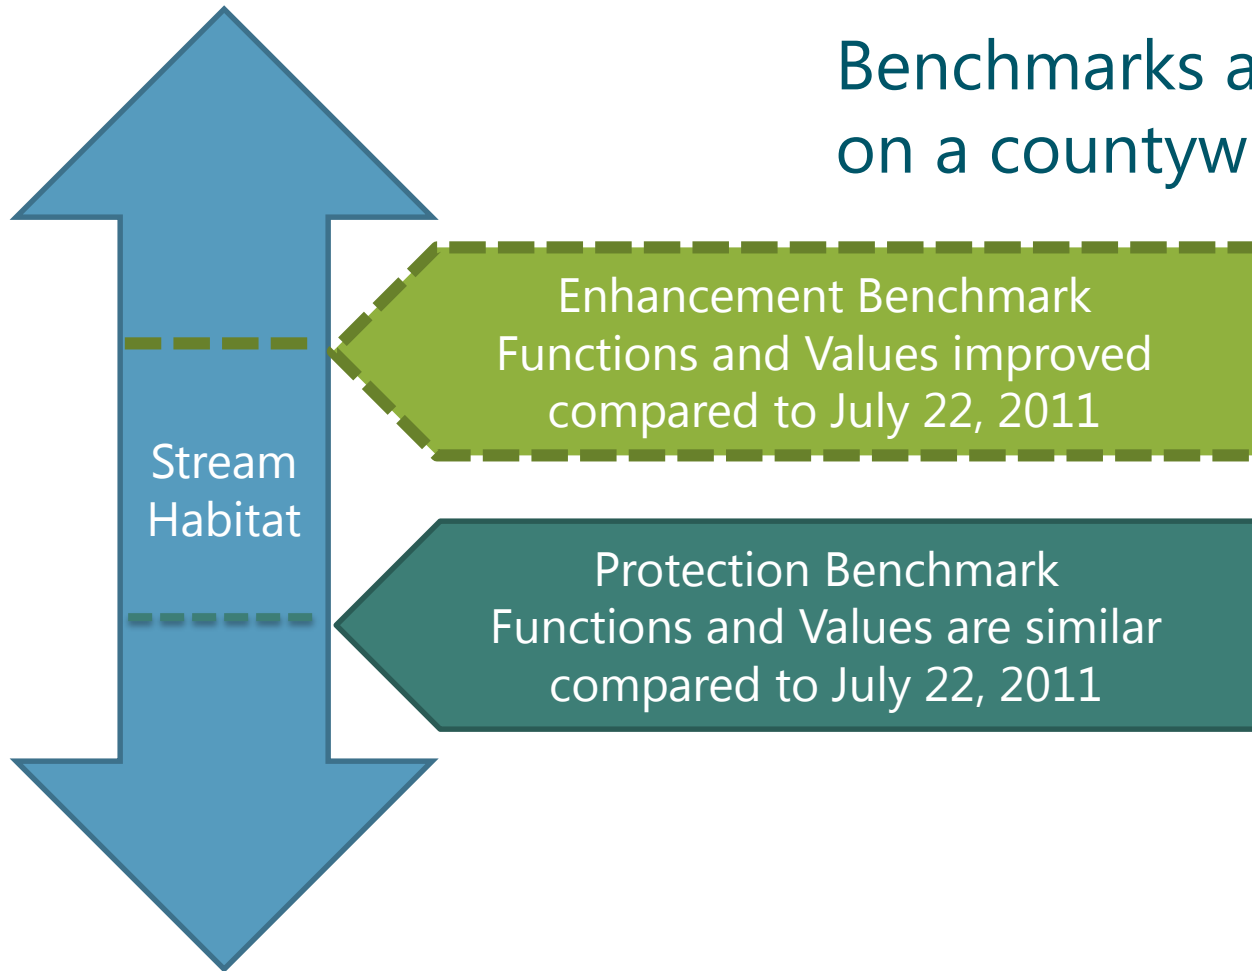 Benchmarks
on a
Enhancement Benchmark
Functions and Values improved
compared to July 22, 2011
Stream
Habitat
Protection Benchmark
Functions and Values are similar
compared to July 22, 2011